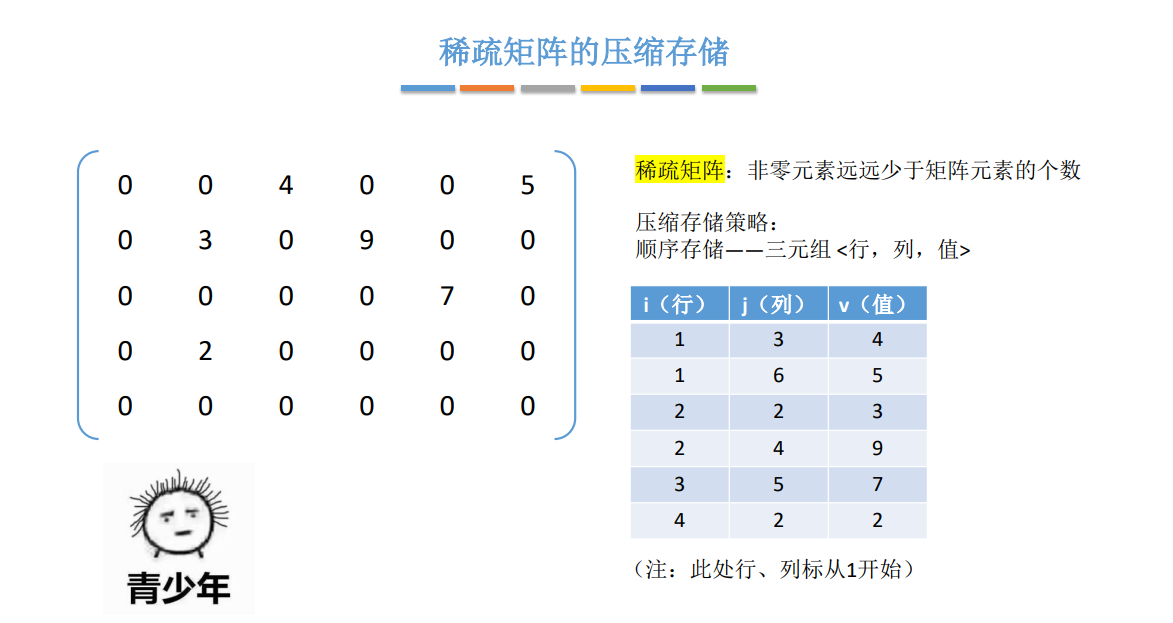 稀疏矩阵的压缩存储
0 0 4 0 0 5
0 3 0 9 0 0
0 0 0 0 7 0
0 2 0 0 0 0
0 0 0 0 0 0
青少年
稀疏矩阵：非零元素远远少于矩阵元素的个数
压缩存储策略：
顺序存储——三元组 <行，列，值>
i（行） j（列） v（值）
1 3 4
1 6 5
2 2 3
2 4 9
3 5 7
4 2 2
（注：此处行、列标从1开始）